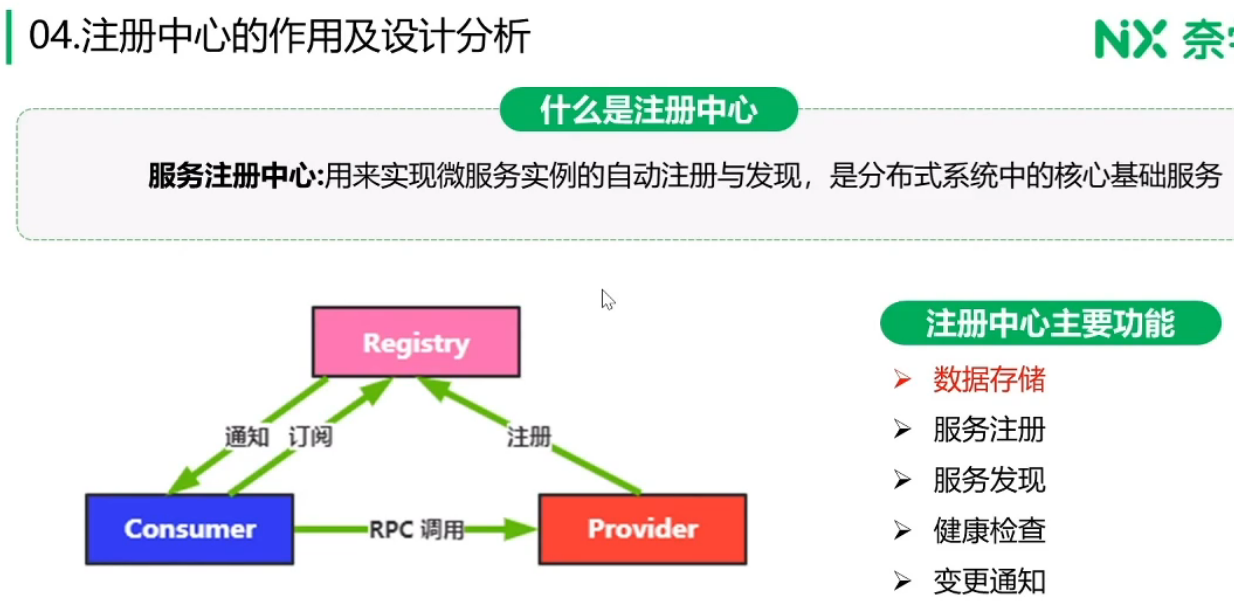 04.注册中心的作用及设计分析
NiX 奈
什么是注册中心
服务注册中心:用来实现微服务实例的自动注册与发现，是分布式系统中的核心基础服务
Registry
通知 订阅 注册
Consumer RPC 调用 Provider
注册中心主要功能
数据存储
服务注册
服务发现
健康检查
变更通知